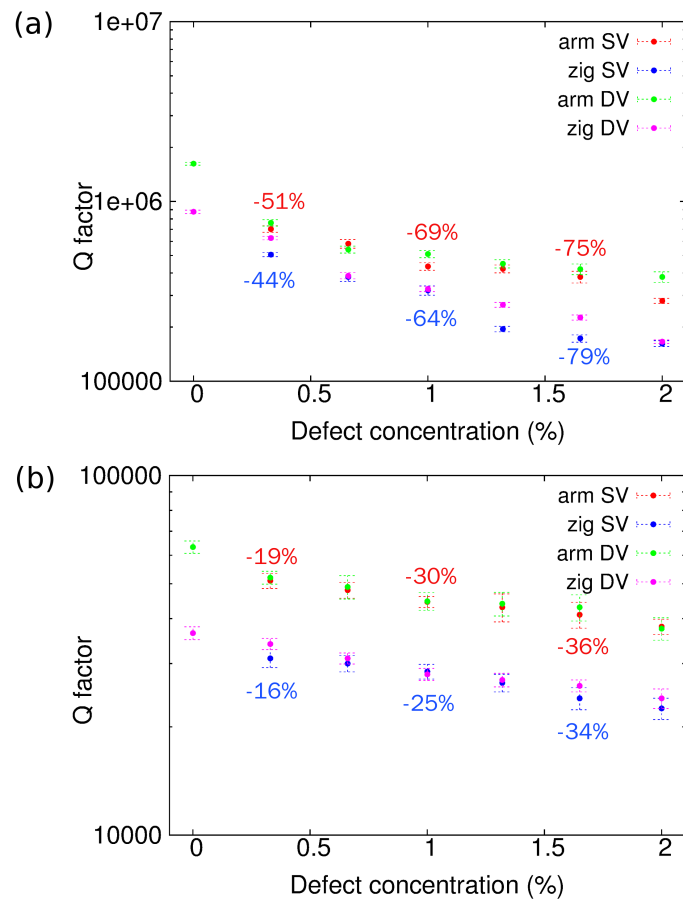 (a)
1e+07
arm SV
zig SV
arm DV
zig DV
Q factor
1e+06
-51%
-69%
-75%
-44%
-64%
-79%
100000
0 0.5 1 1.5 2
Defect concentration (%)
(b)
100000
arm SV
zig SV
arm DV
zig DV
Q factor
-19%
-30%
-36%
-16%
-25%
-34%
10000
0 0.5 1 1.5 2
Defect concentration (%)